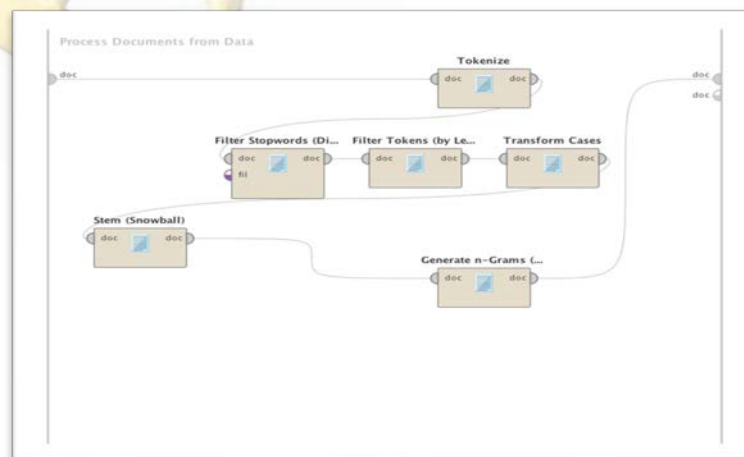 Process Documents from Data
doc
doc
doc
Tokenize
doc doc
Filter Stopwords (Di...
doc doc
fil
Filter Tokens (by Le...
doc doc
Transform Cases
doc doc
Stem (Snowball)
doc doc
Generate n-Grams (...
doc doc